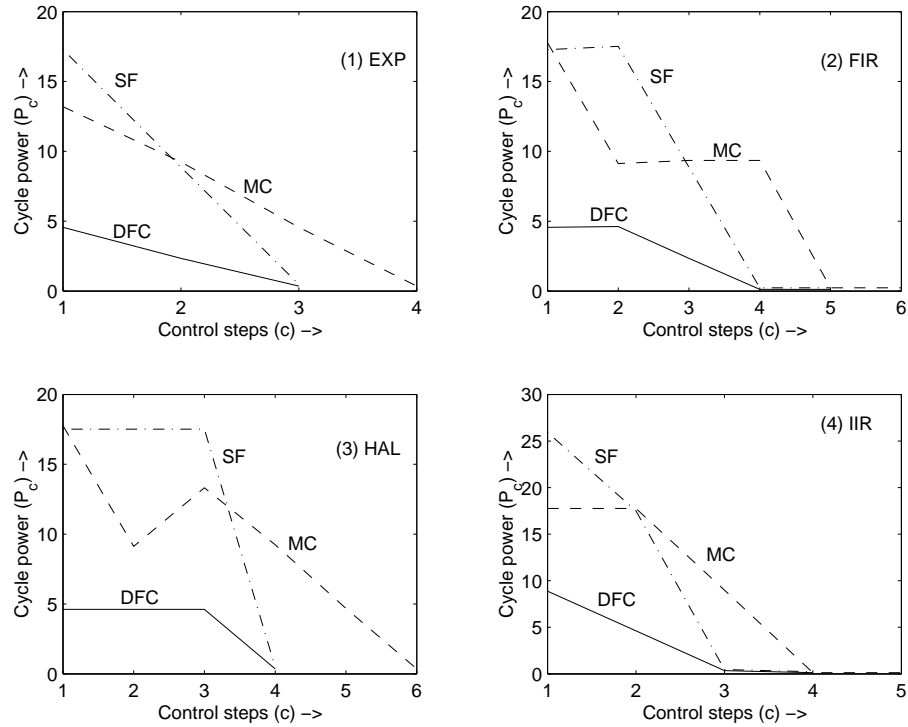 (1) EXP
SF
MC
DFC
20
15
10
5
0
1
2
3
4
Cycle power (P_c) −>
Control steps (c) −>
(2) FIR
SF
MC
DFC
20
15
10
5
0
1
2
3
4
5
6
Cycle power (P_c) −>
Control steps (c) −>
(3) HAL
SF
MC
DFC
20
15
10
5
0
1
2
3
4
5
6
Cycle power (P_c) −>
Control steps (c) −>
(4) IIR
SF
MC
DFC
30
25
20
15
10
5
0
1
2
3
4
5
Cycle power (P_c) −>
Control steps (c) −>